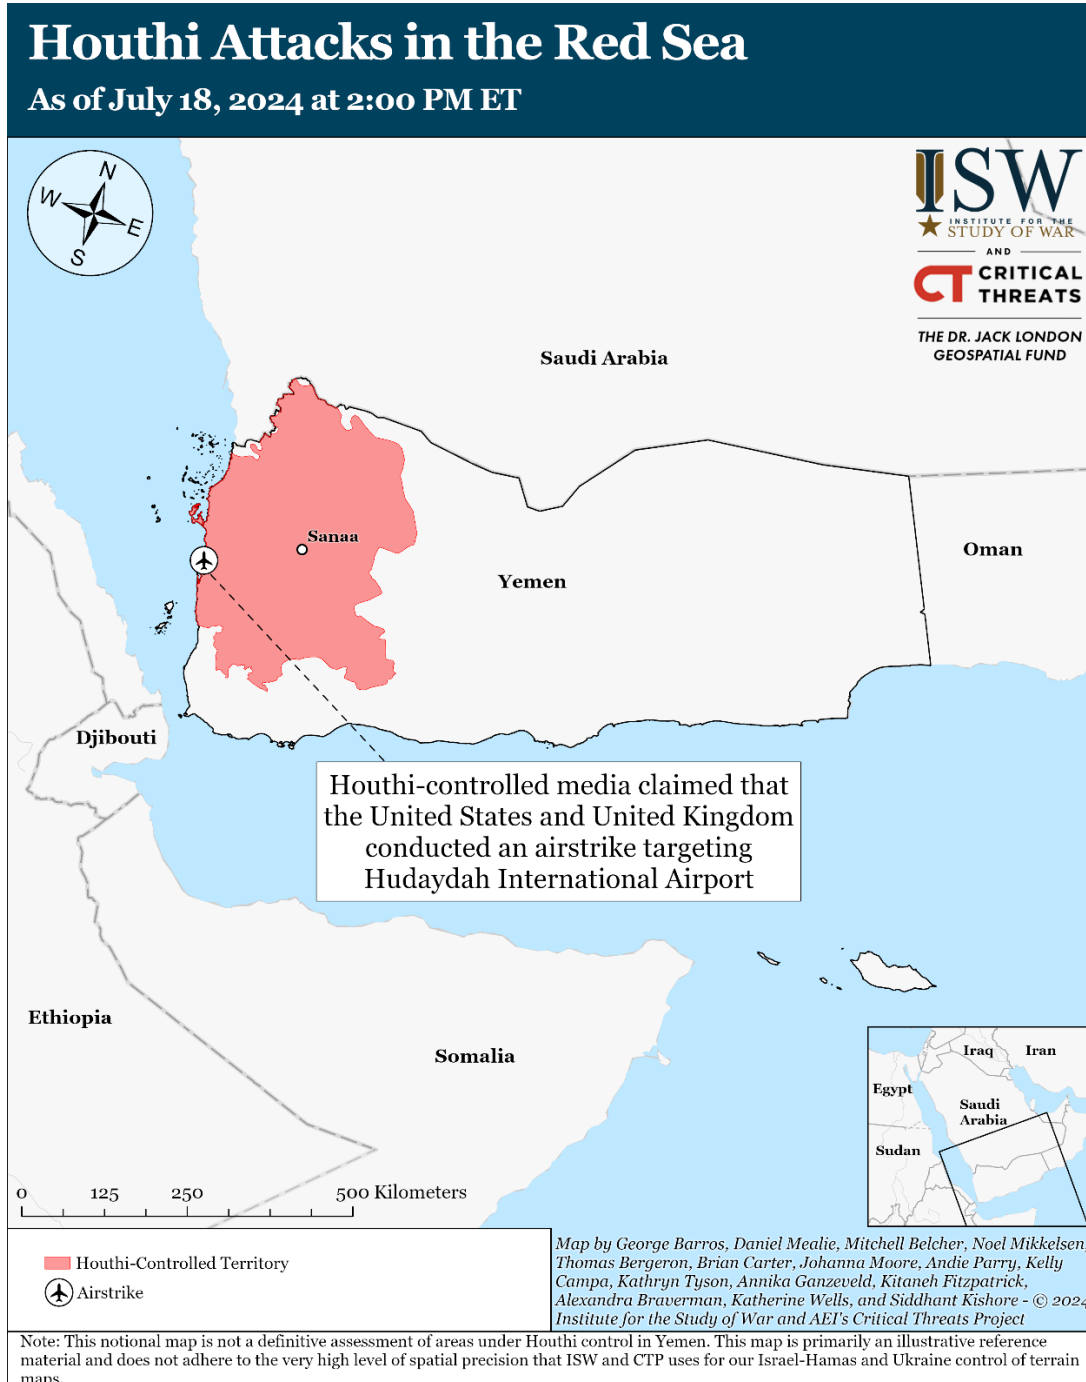 Houthi Attacks in the Red Sea
As of July 18, 2024 at 2:00 PM ET
N
W
E
S
ISW
INSTITUTE FOR THE
STUDY OF WAR
AND
CT CRITICAL
THREATS
THE DR. JACK LONDON
GEOSPATIAL FUND
Saudi Arabia
Sanaa
Oman
Yemen
Djibouti
Houthi-controlled media claimed that
the United States and United Kingdom
conducted an airstrike targeting
Hudaydah International Airport
Ethiopia
Somalia
Iraq
Iran
Egypt
Saudi
Arabia
Sudan
0 125 250 500 Kilometers
Houthi-Controlled Territory
Airstrike
Map by George Barros, Daniel Mealie, Mitchell Belcher, Noel Mikkelsen,
Thomas Bergeron, Brian Carter, Johanna Moore, Andie Parry, Kelly
Campa, Kathryn Tyson, Annika Ganzeveld, Kitaneh Fitzpatrick,
Alexandra Braverman, Katherine Wells, and Siddhant Kishore - © 2024
Institute for the Study of War and AEI's Critical Threats Project
Note: This notional map is not a definitive assessment of areas under Houthi control in Yemen. This map is primarily an illustrative reference
material and does not adhere to the very high level of spatial precision that ISW and CTP uses for our Israel-Hamas and Ukraine control of terrain
maps.